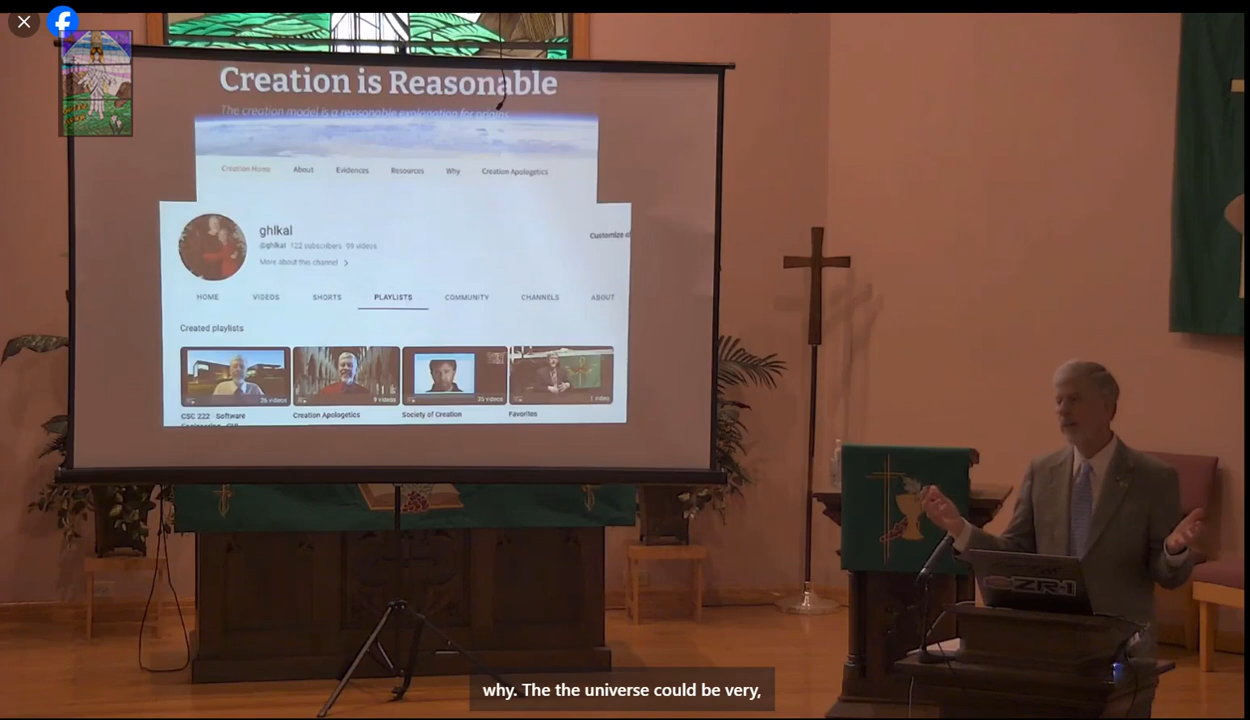 Creation is Reasonable
The creation model is a reasonable explanation for origins
Creation Home About Evidences Resources Why Creation Apologetics
ghlkal
@ghlkal 122 subscribers 99 videos
More about this channel >
Customize c
HOME VIDEOS SHORTS PLAYLISTS COMMUNITY CHANNELS ABOUT
Created playlists
26 videos
9 videos
1 video
CSC 222 Software
Creation Apologetics
Society of Creation
Favorites
ZR-1
why. The the universe could be very,